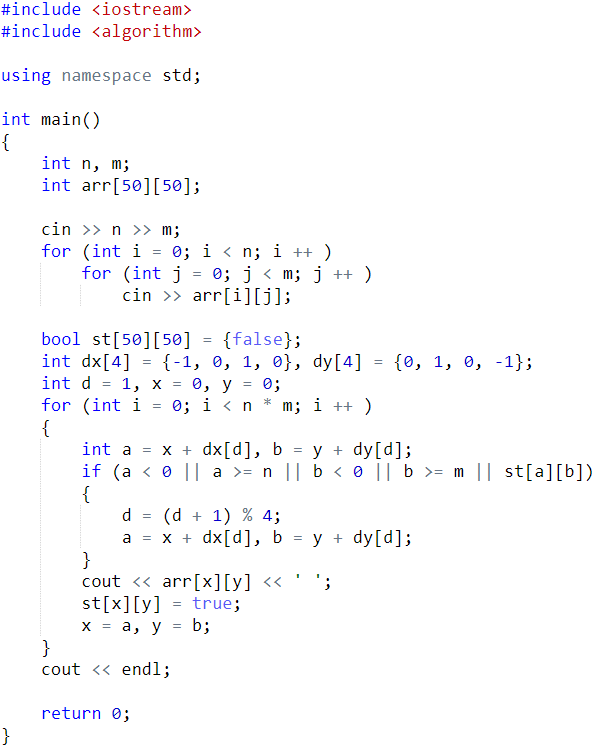 #include <iostream>
#include <algorithm>

using namespace std;

int main()
{
    int n, m;
    int arr[50][50];

    cin >> n >> m;
    for (int i = 0; i < n; i ++ )
        for (int j = 0; j < m; j ++ )
            cin >> arr[i][j];

    bool st[50][50] = {false};
    int dx[4] = {-1, 0, 1, 0}, dy[4] = {0, 1, 0, -1};
    int d = 1, x = 0, y = 0;
    for (int i = 0; i < n * m; i ++ )
    {
        int a = x + dx[d], b = y + dy[d];
        if (a < 0 || a >= n || b < 0 || b >= m || st[a][b])
        {
            d = (d + 1) % 4;
            a = x + dx[d], b = y + dy[d];
        }
        cout << arr[x][y] << ' ';
        st[x][y] = true;
        x = a, y = b;
    }
    cout << endl;

    return 0;
}